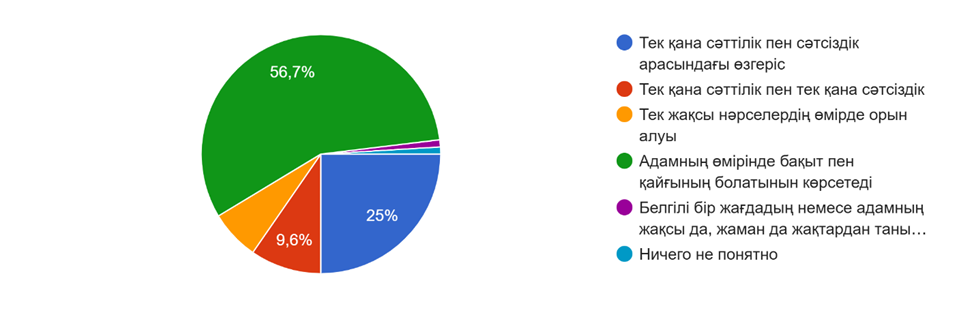 56,7%
25%
9,6%
Тек қана сәттілік пен сәтсіздік
арасындағы өзгеріс
Тек қана сәттілік пен тек қана сәтсіздік
Тек жақсы нәрселердің өмірде орын
алуы
Адамның өмірінде бақыт пен
қайғының болатынын көрсетеді
Белгілі бір жағдадың немесе адамның
жақсы да, жаман да жақтардан таны…
Ничего не понятно